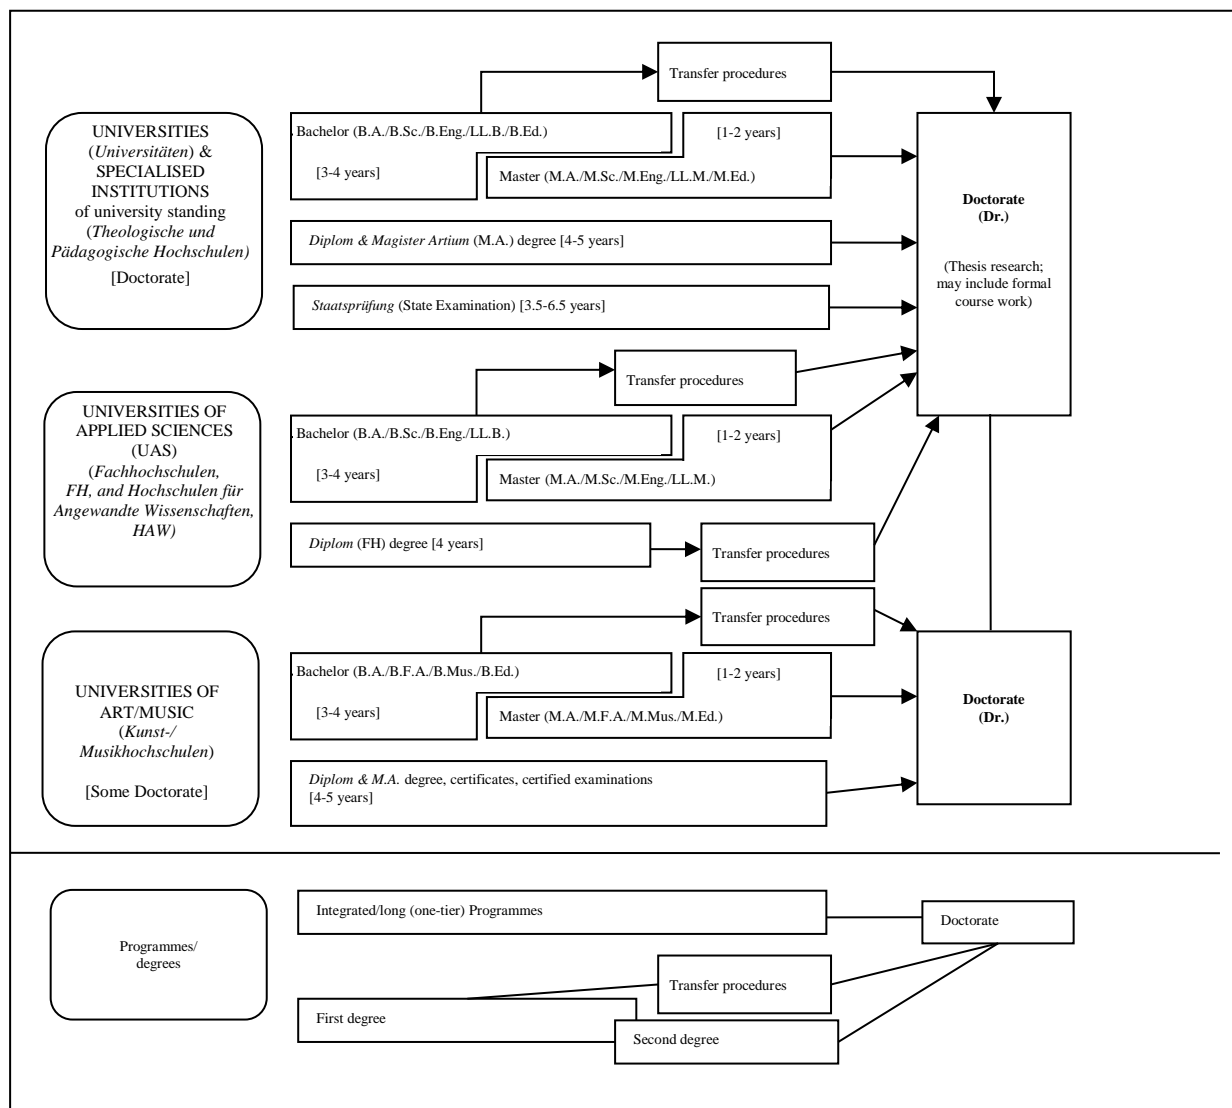 Transfer procedures
UNIVERSITIES
(Universitäten) &
SPECIALISED
INSTITUTIONS
of university standing
(Theologische und
Pädagogische Hochschulen)
[Doctorate]
Bachelor (B.A./B.Sc./B.Eng./LL.B./B.Ed.)
[3-4 years]
[1-2 years]
Master (M.A./M.Sc./M.Eng./LL.M./M.Ed.)
Diplom & Magister Artium (M.A.) degree [4-5 years]
Staatsprüfung (State Examination) [3.5-6.5 years]
Doctorate
(Dr.)
(Thesis research;
may include formal
course work)
Transfer procedures
UNIVERSITIES OF
APPLIED SCIENCES
(UAS)
(Fachhochschulen,
FH, and Hochschulen für
Angewandte Wissenschaften,
HAW)
Bachelor (B.A./B.Sc./B.Eng./LL.B.)
[3-4 years]
[1-2 years]
Master (M.A./M.Sc./M.Eng./LL.M.)
Diplom (FH) degree [4 years]
Transfer procedures
Transfer procedures
UNIVERSITIES OF
ART/MUSIC
(Kunst-/
Musikhochschulen)
[Some Doctorate]
Bachelor (B.A./B.F.A./B.Mus./B.Ed.)
[3-4 years]
[1-2 years]
Master (M.A./M.F.A./M.Mus./M.Ed.)
Diplom & M.A. degree, certificates, certified examinations
[4-5 years]
Doctorate
(Dr.)
Programmes/
degrees
Integrated/long (one-tier) Programmes
Doctorate
Transfer procedures
First degree
Second degree